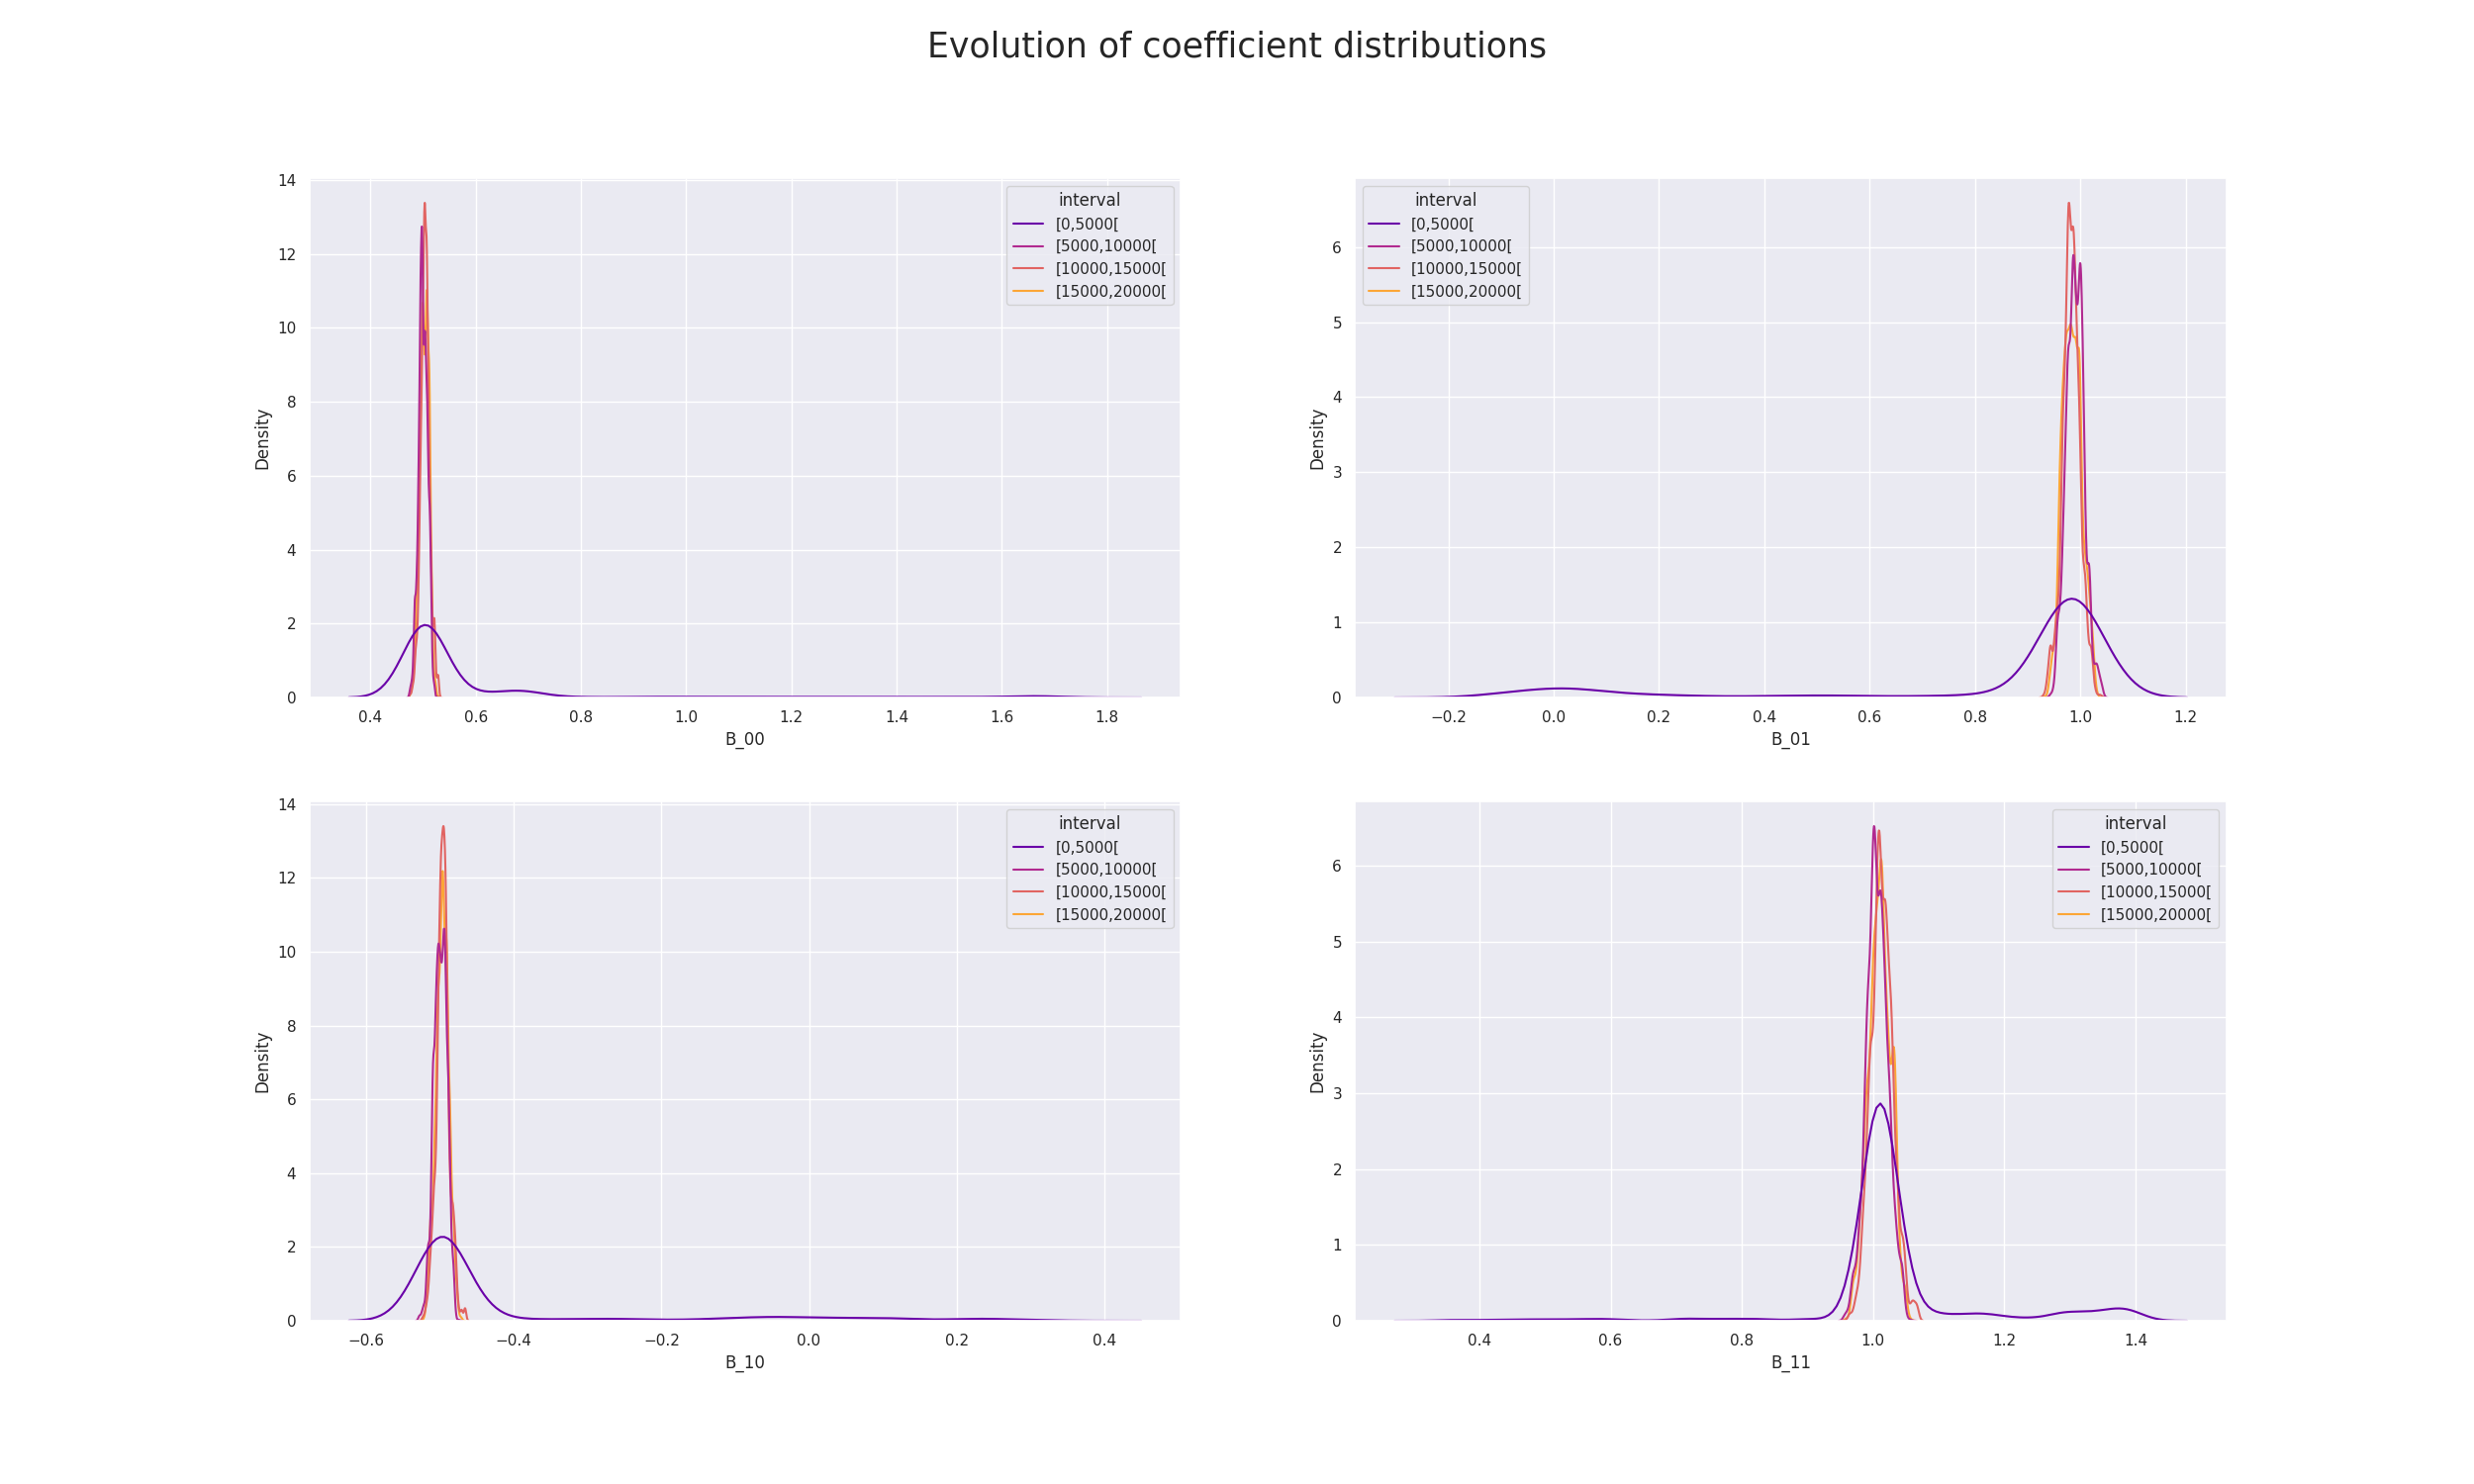 Evolution of coefficient distributions
14
12
10
8
6
4
2
0
Density
0.4 0.6 0.8 1.0 1.2 1.4 1.6 1.8
B_00
interval
[0,5000[
[5000,10000[
[10000,15000[
[15000,20000[
6
5
4
3
2
1
0
Density
−0.2 0.0 0.2 0.4 0.6 0.8 1.0 1.2
B_01
interval
[0,5000[
[5000,10000[
[10000,15000[
[15000,20000[
14
12
10
8
6
4
2
0
Density
−0.6 −0.4 −0.2 0.0 0.2 0.4
B_10
interval
[0,5000[
[5000,10000[
[10000,15000[
[15000,20000[
6
5
4
3
2
1
0
Density
0.4 0.6 0.8 1.0 1.2 1.4
B_11
interval
[0,5000[
[5000,10000[
[10000,15000[
[15000,20000[